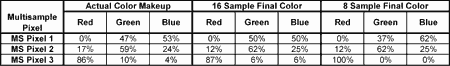 Multisample Pixel Actual Color Makeup 16 Sample Final Color 8 Sample Final Color
Red Green Blue Red Green Blue Red Green Blue
MS Pixel 1 0% 47% 53% 0% 50% 50% 0% 37% 62%
MS Pixel 2 17% 59% 24% 12% 62% 25% 12% 62% 25%
MS Pixel 3 86% 10% 4% 87% 6% 6% 100% 0% 0%